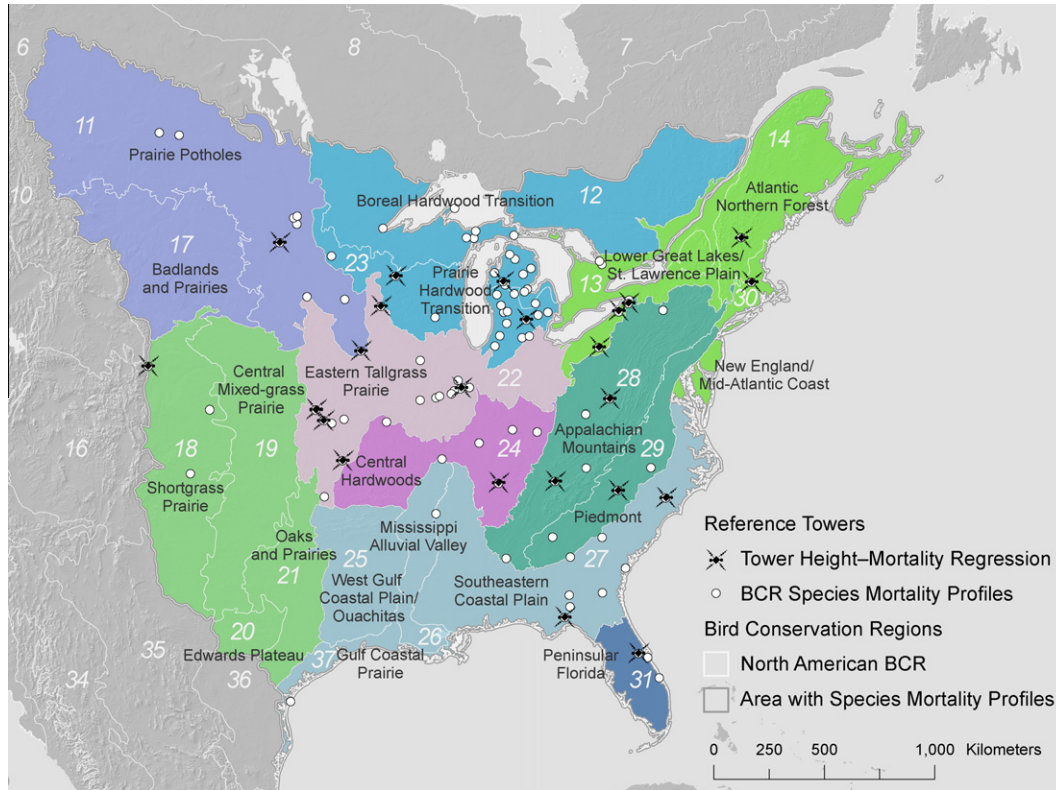 6
8
7
11
Prairie Potholes
14
10
Boreal Hardwood Transition
12
Atlantic
Northern Forest
17
Badlands
and Prairies
23
Prairie
Hardwood
Transition
Lower Great Lakes/
St. Lawrence Plain
13
30
Eastern Tallgrass
Prairie
22
New England/
Mid-Atlantic Coast
Central
Mixed-grass
Prairie
28
16
18
19
24
Appalachian
Mountains
29
Shortgrass
Prairie
Central
Hardwoods
Piedmont
Oaks
and Prairies
Mississippi
Alluvial Valley
25
21
West Gulf
Coastal Plain/
Ouachitas
Southeastern
Coastal Plain
27
20
Edwards Plateau
26
35
34
36
37
Gulf Coastal
Prairie
Peninsular
Florida
31
Reference Towers
Tower Height–Mortality Regression
BCR Species Mortality Profiles
Bird Conservation Regions
North American BCR
Area with Species Mortality Profiles
0 250 500 1,000 Kilometers